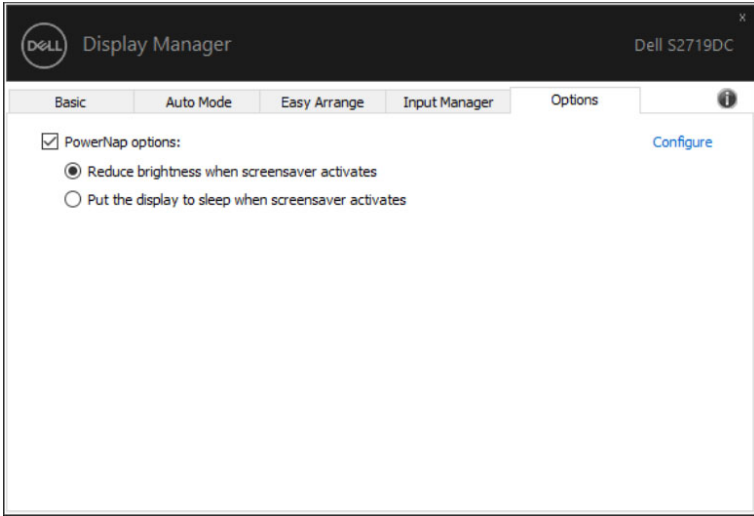 x
DELL Display Manager Dell S2719DC
Basic Auto Mode Easy Arrange Input Manager Options i
PowerNap options: Configure
Reduce brightness when screensaver activates
Put the display to sleep when screensaver activates